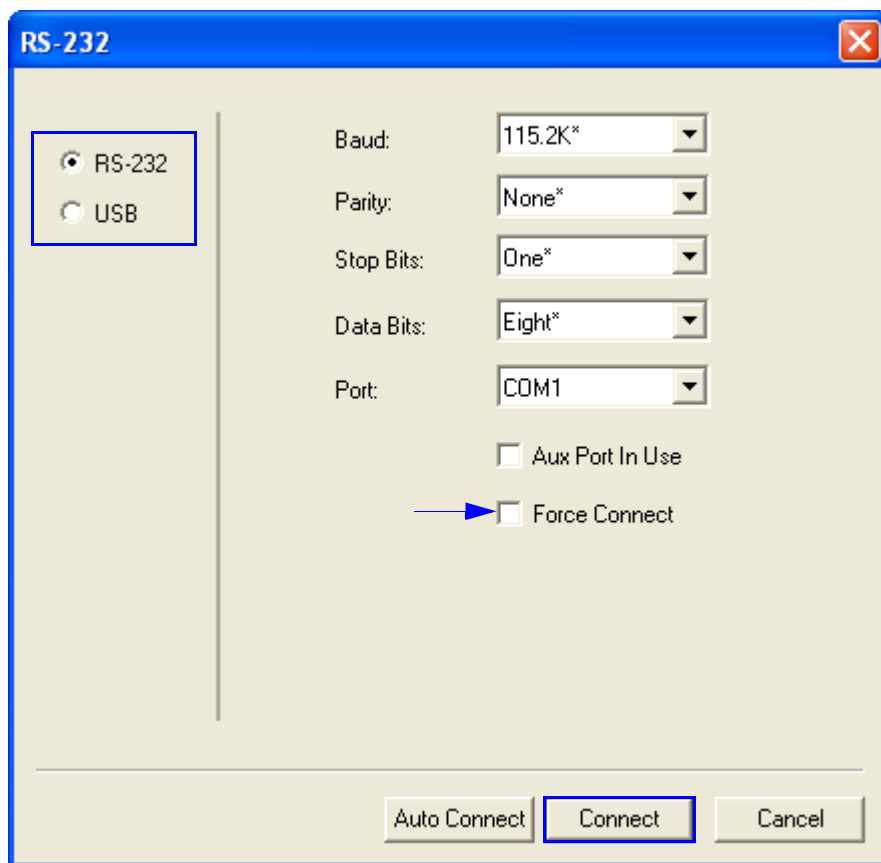 RS-232
RS-232
USB
Baud: 115.2K*
Parity: None*
Stop Bits: One*
Data Bits: Eight*
Port: COM1
Aux Port In Use
Force Connect
Auto Connect Connect Cancel